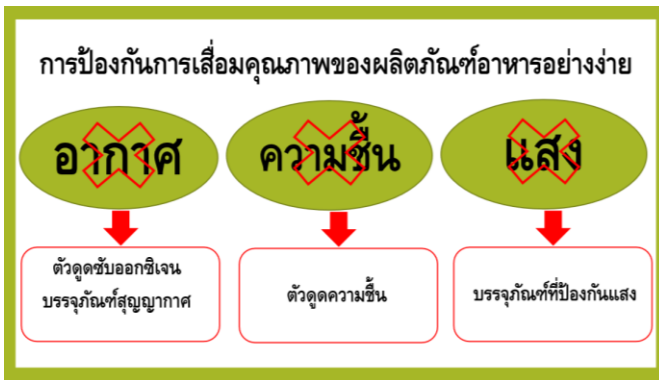 การป้องกันการเสื่อมคุณภาพของผลิตภัณฑ์อาหารอย่างง่าย
อากาศ
ความชื้น
แสง
ตัวดูดซับออกซิเจน
บรรจุภัณฑ์สุญญากาศ
ตัวดูดความชื้น
บรรจุภัณฑ์ที่ป้องกันแสง